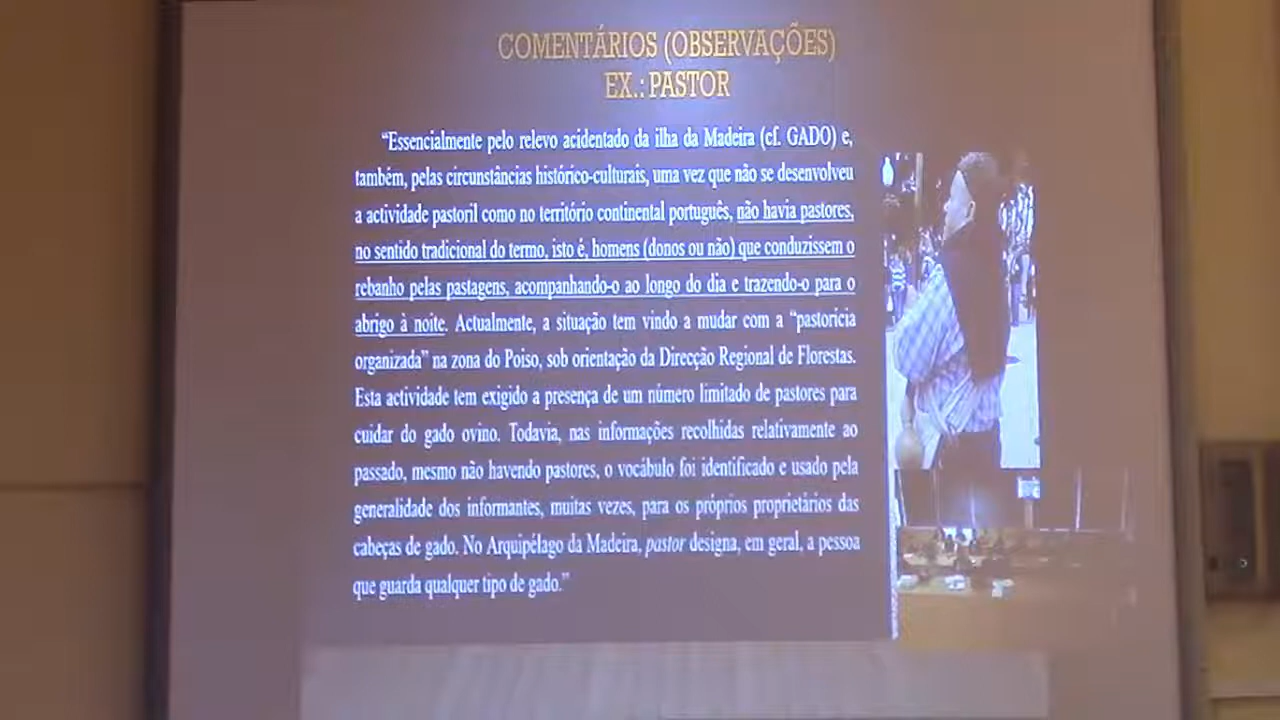 COMENTÁRIOS (OBSERVAÇÕES)
EX.: PASTOR
“Essencialmente pelo relevo acidentado da ilha da Madeira (cf. GADO) e,
também, pelas circunstâncias histórico-culturais, uma vez que não se desenvolveu
a actividade pastoril como no território continental português, não havia pastores,
no sentido tradicional do termo, isto é, homens (donos ou não) que conduzissem o
rebanho pelas pastagens, acompanhando-o ao longo do dia e trazendo-o para o
abrigo à noite. Actualmente, a situação tem vindo a mudar com a “pastorícia
organizada” na zona do Poiso, sob orientação da Direcção Regional de Florestas.
Esta actividade tem exigido a presença de um número limitado de pastores para
cuidar do gado ovino. Todavia, nas informações recolhidas relativamente ao
passado, mesmo não havendo pastores, o vocábulo foi identificado e usado pela
generalidade dos informantes, muitas vezes, para os próprios proprietários das
cabeças de gado. No Arquipélago da Madeira, pastor designa, em geral, a pessoa
que guarda qualquer tipo de gado.”